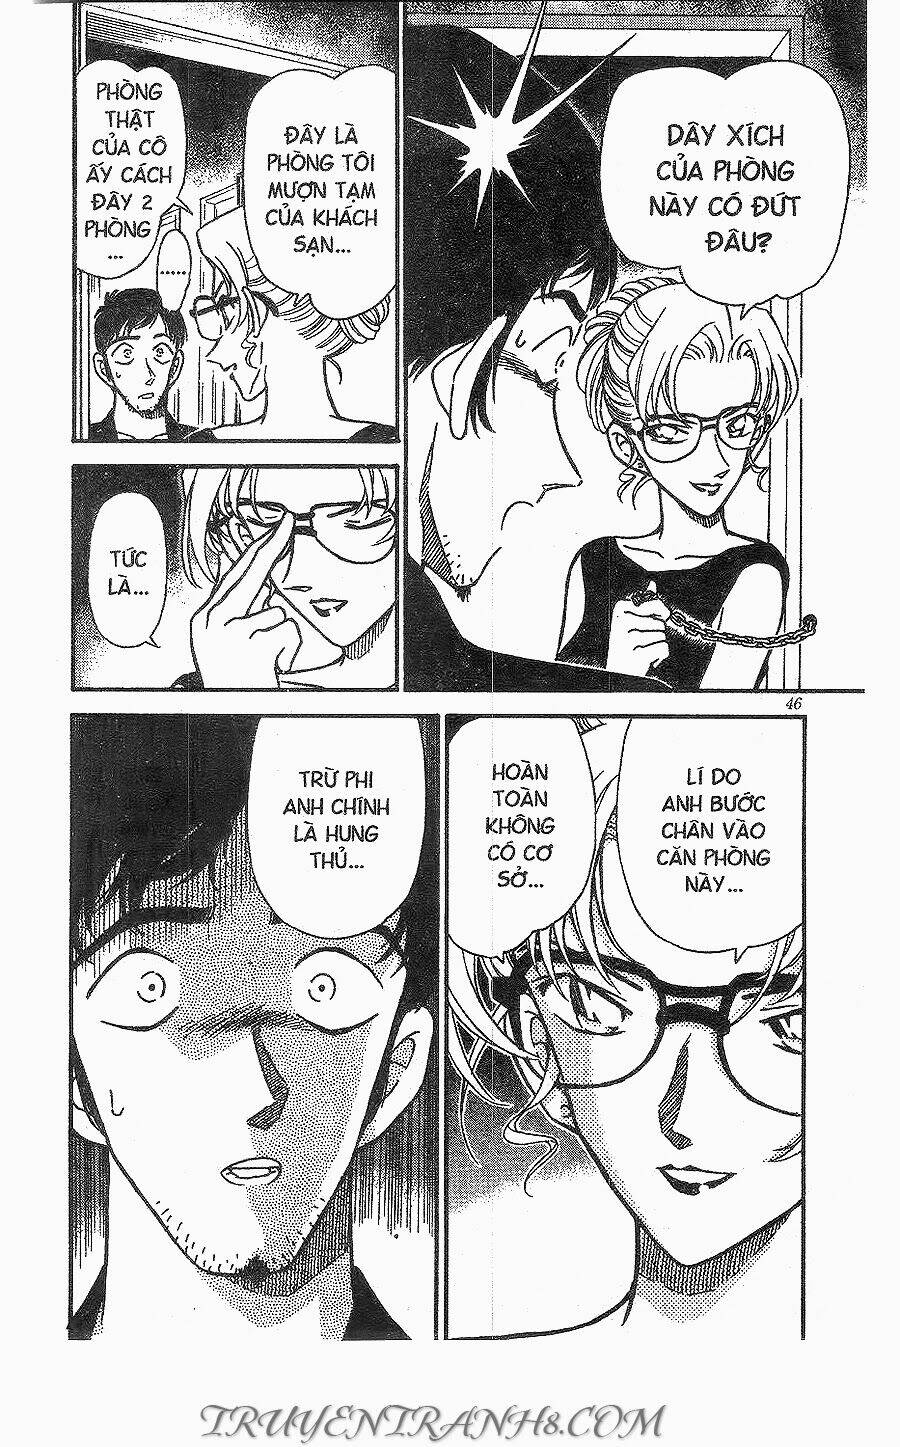 DÂY XÍCH
CỦA PHÒNG
NÀY CÓ ĐỨT
ĐÂU?
ĐÂY LÀ
PHÒNG TÔI
MƯỢN TẠM
CỦA KHÁCH
SẠN...
PHÒNG
THẬT
CỦA CÔ
ẤY CÁCH
ĐÂY 2
PHÒNG
...
......
TỨC
LÀ...
46
LÍ DO
ANH BƯỚC
CHÂN VÀO
CĂN PHÒNG
NÀY...
HOÀN
TOÀN
KHÔNG
CÓ CƠ
SỞ...
TRỪ PHI
ANH CHÍNH
LÀ HUNG
THỦ...
TRUYENTRANH8.COM